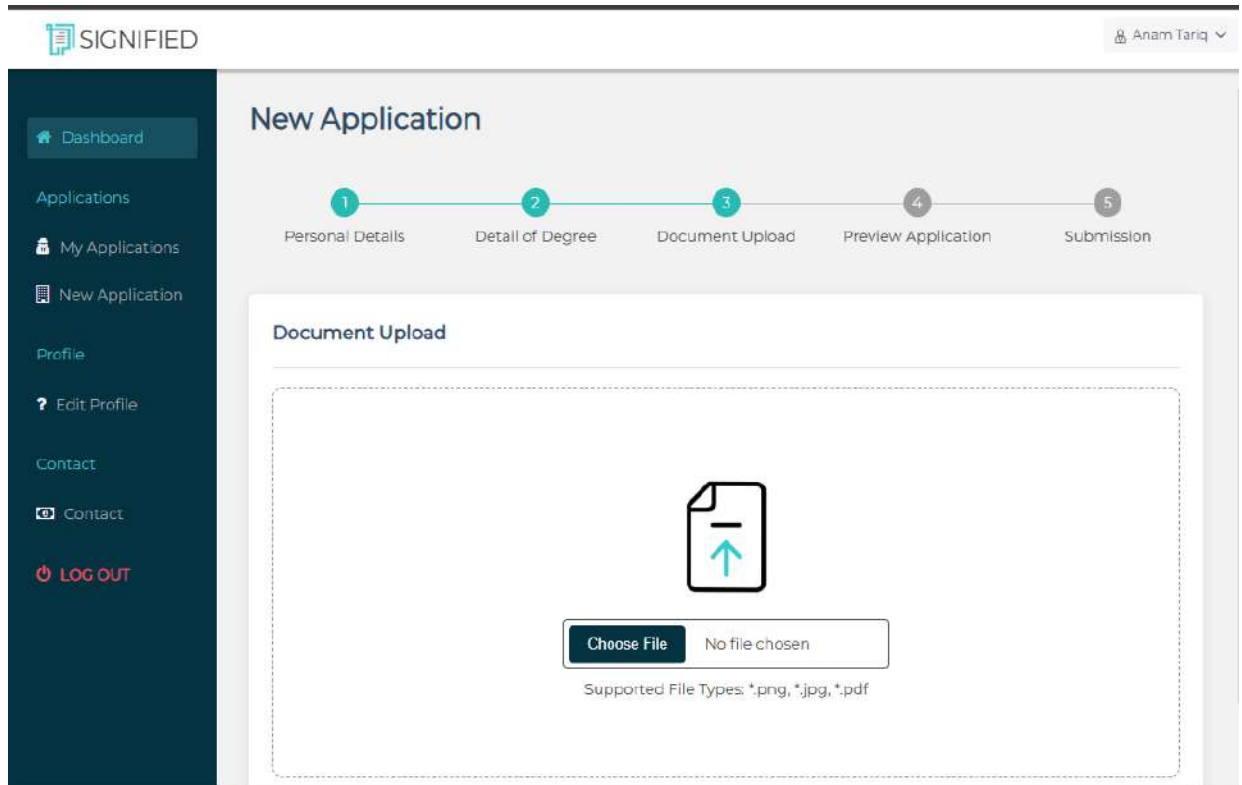 SIGNIFIED
Anam Tariq
Dashboard
Applications
My Applications
New Application
Profile
? Edit Profile
Contact
Contact
LOG OUT
New Application
1 2 3 4 5
Personal Details Detail of Degree Document Upload Preview Application Submission
Document Upload
Choose File No file chosen
Supported File Types: *.png, *.jpg, *.pdf